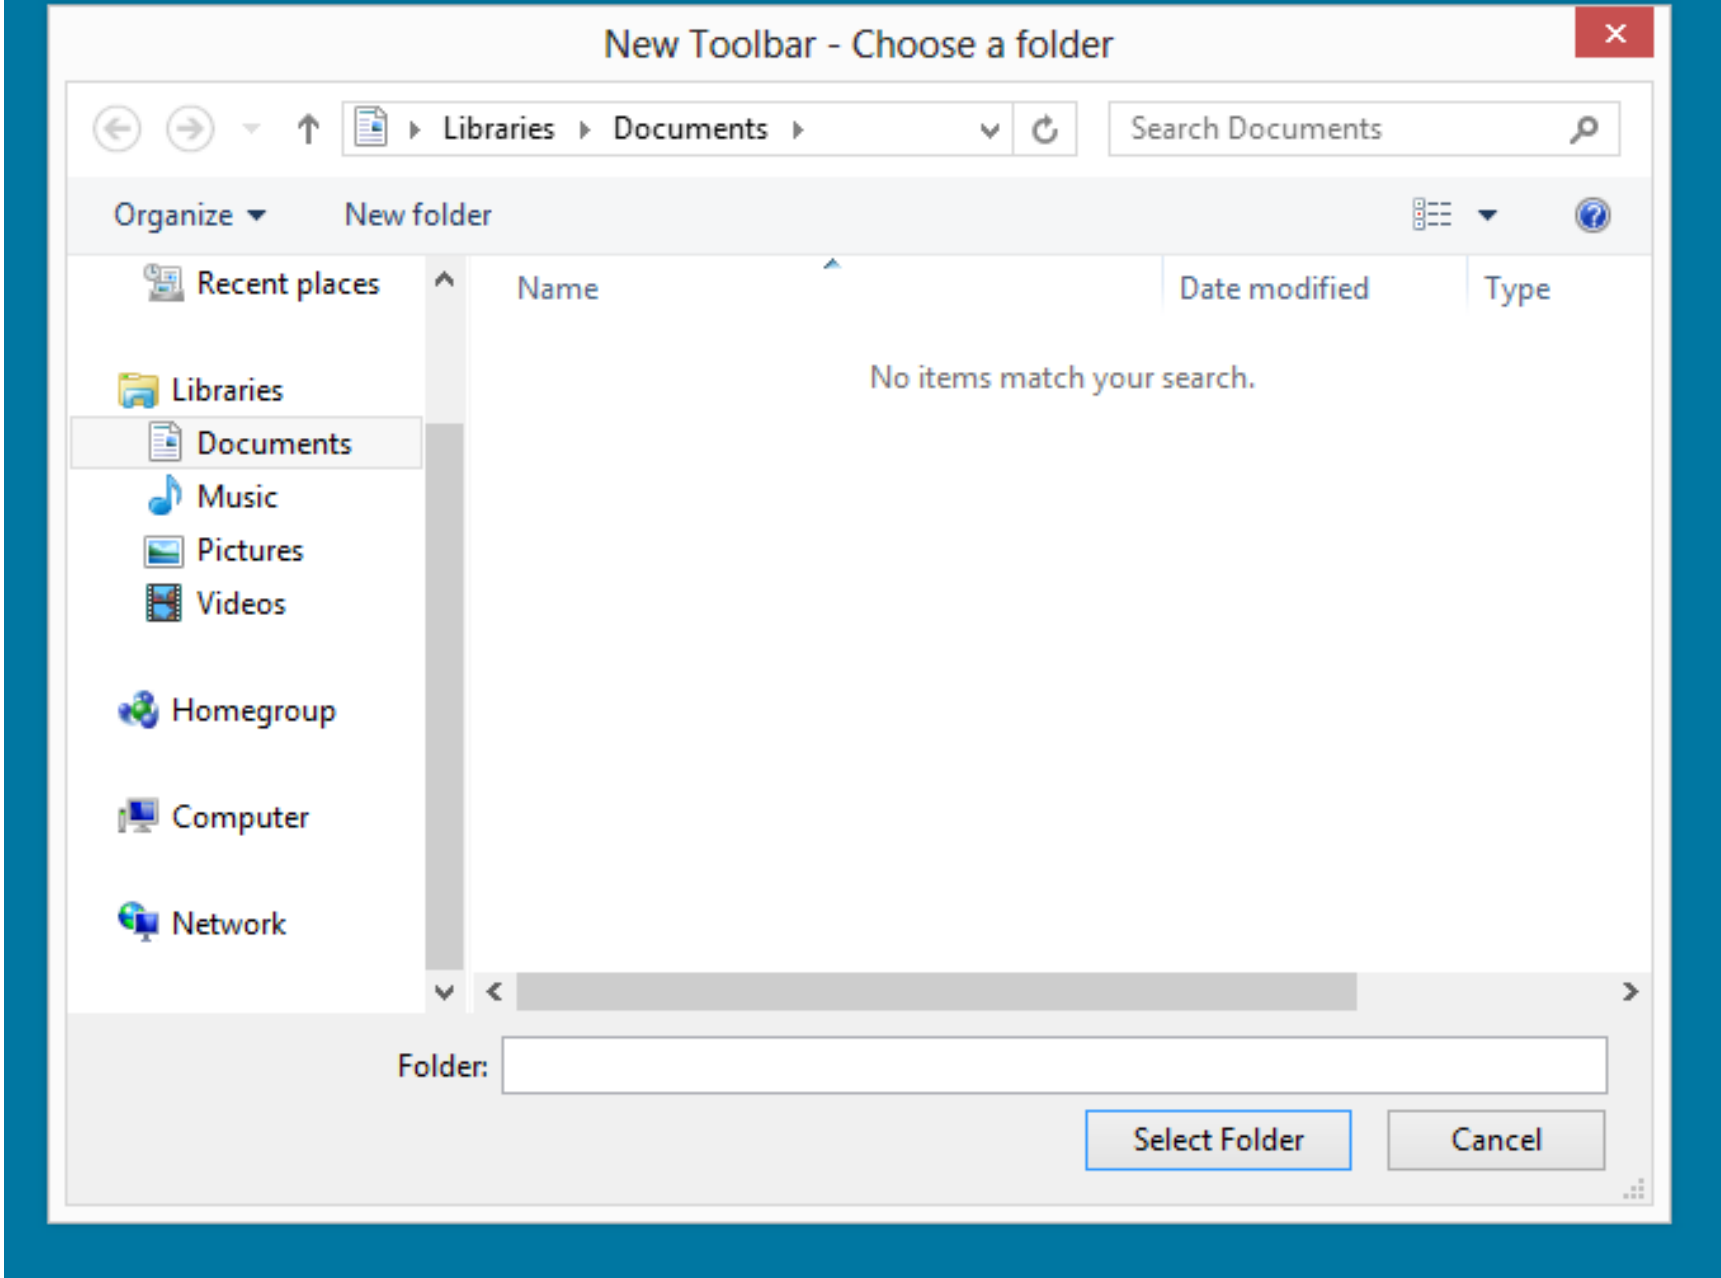 New Toolbar - Choose a folder
Libraries Documents
Search Documents
Organize New folder
Recent places
Name Date modified Type
No items match your search.
Libraries
Documents
Music
Pictures
Videos
Homegroup
Computer
Network
Folder:
Select Folder Cancel